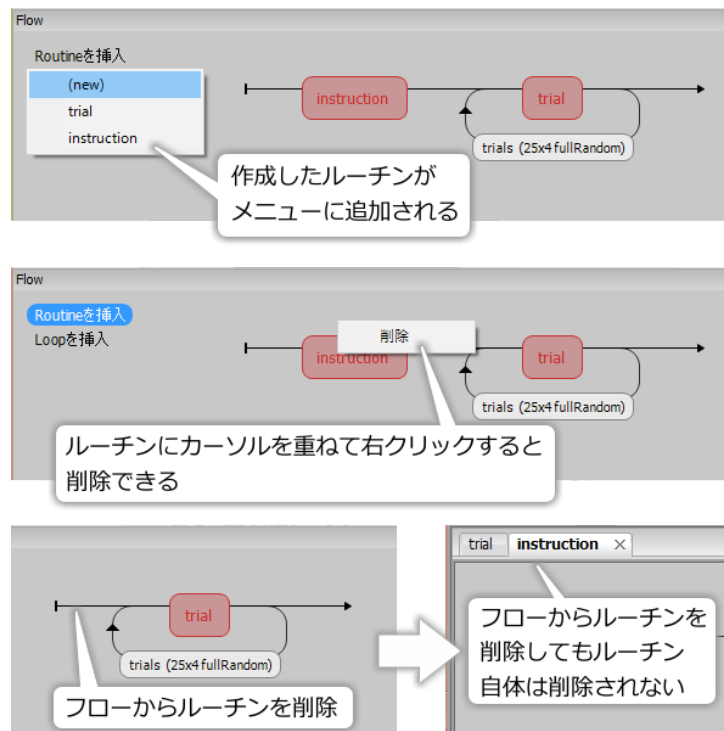 Flow
Routineを挿入
(new)
trial
instruction
instruction
trial
trials (25x4 fullRandom)
作成したルーチンが
メニューに追加される
Flow
Routineを挿入
Loopを挿入
削除
instruction
trial
trials (25x4 fullRandom)
ルーチンにカーソルを重ねて右クリックすると
削除できる
trial
trials (25x4 fullRandom)
フローからルーチンを削除
trial
instruction ×
フローからルーチンを
削除してもルーチン
自体は削除されない